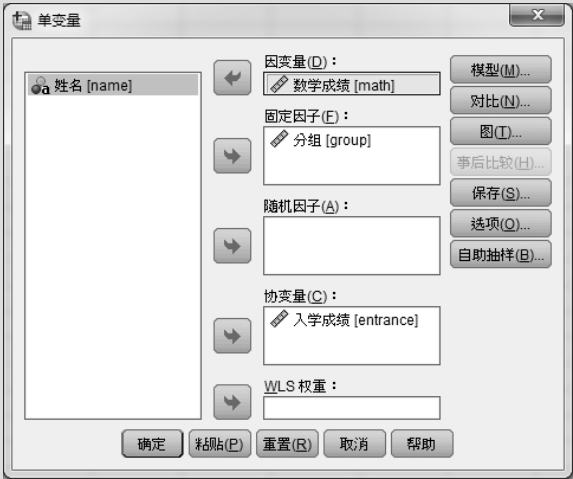 单变量
姓名 [name]
因变量(D)：
数学成绩 [math]
固定因子(F)：
分组 [group]
随机因子(A)：
协变量(C)：
入学成绩 [entrance]
WLS 权重：
模型(M)...
对比(N)...
图(T)...
事后比较(H)...
保存(S)...
选项(O)...
自助抽样(B)...
确定
粘贴(P)
重置(R)
取消
帮助